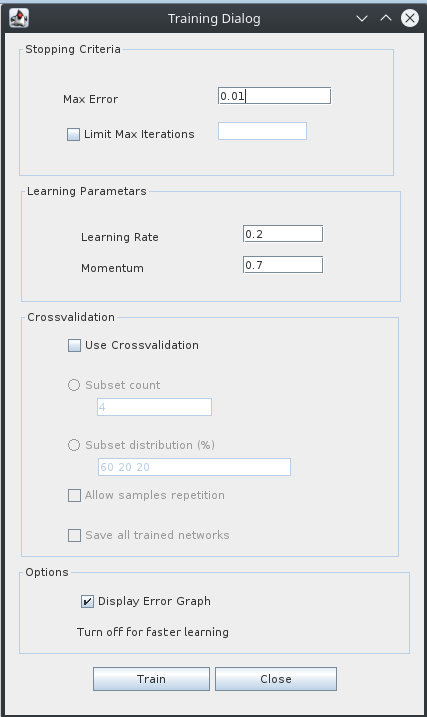 Training Dialog
Stopping Criteria
Max Error 0.01
Limit Max Iterations
Learning Parametars
Learning Rate 0.2
Momentum 0.7
Crossvalidation
Use Crossvalidation
Subset count
4
Subset distribution (%)
60 20 20
Allow samples repetition
Save all trained networks
Options
Display Error Graph
Turn off for faster learning
Train Close